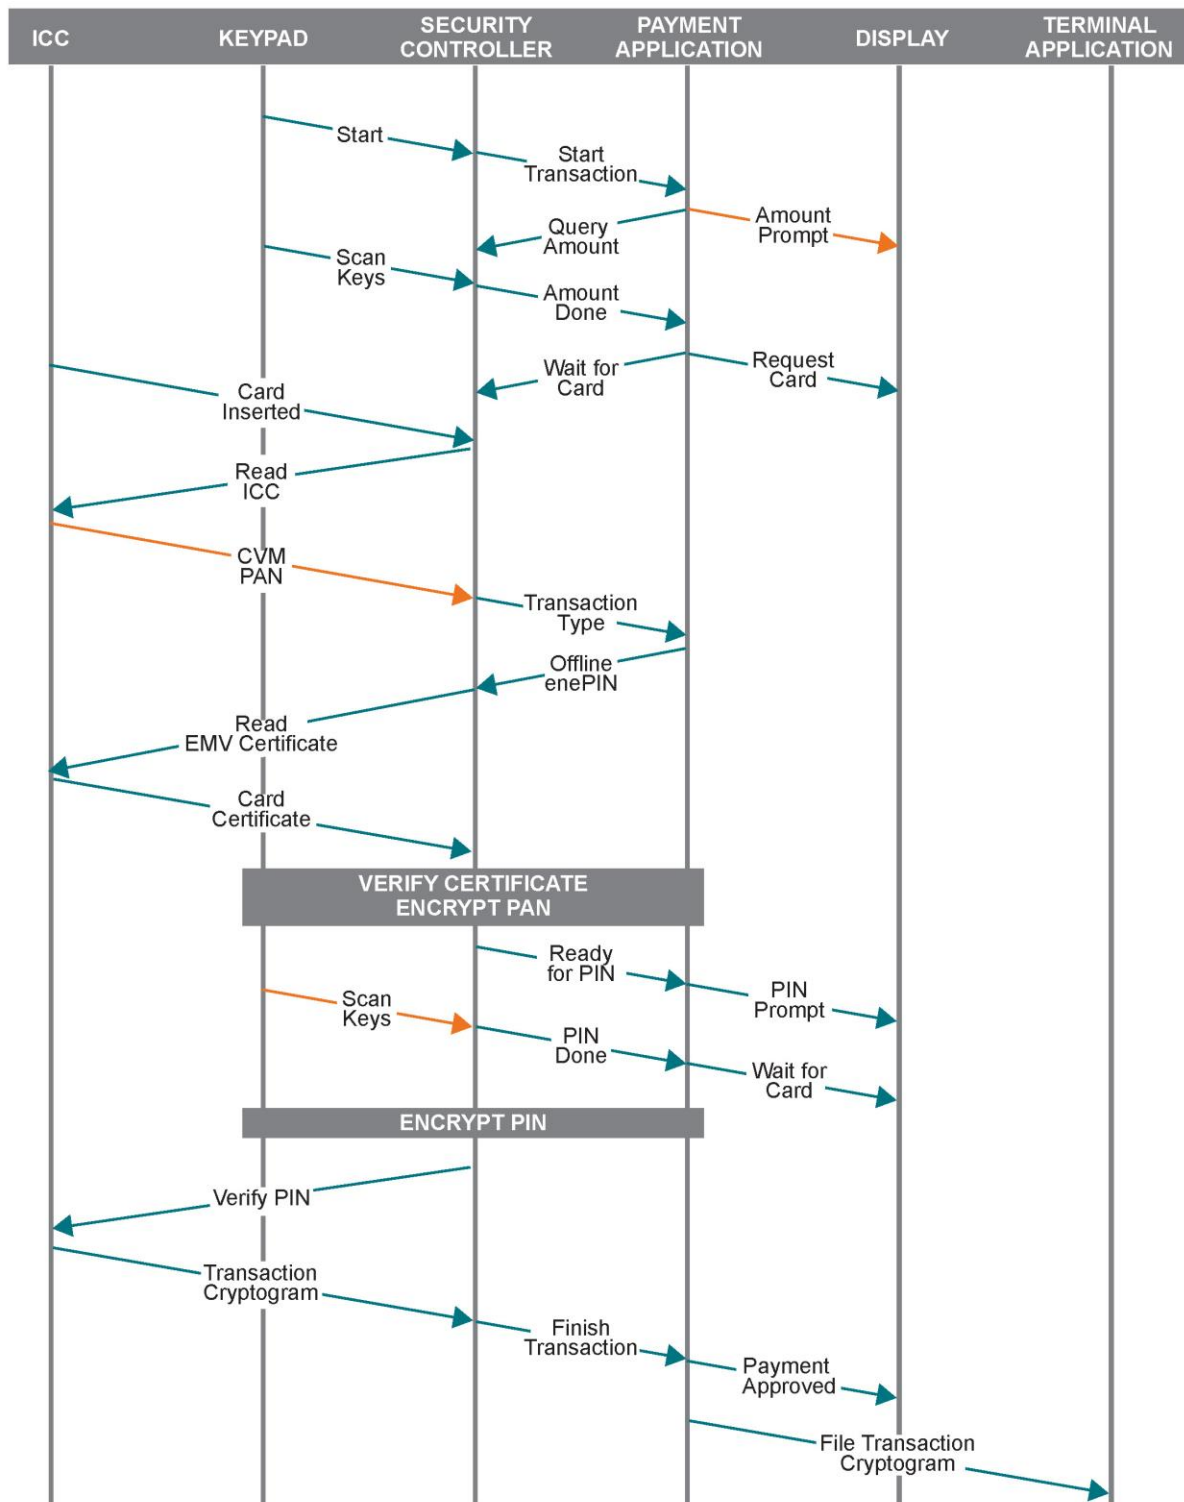 ICC
KEYPAD
SECURITY
CONTROLLER
PAYMENT
APPLICATION
DISPLAY
TERMINAL
APPLICATION
Start
Start
Transaction
Query
Amount
Amount
Prompt
Scan
Keys
Amount
Done
Wait for
Card
Request
Card
Card
Inserted
Read
ICC
CVM
PAN
Transaction
Type
Offline
enePIN
Read
EMV Certificate
Card
Certificate
VERIFY CERTIFICATE
ENCRYPT PAN
Ready
for PIN
PIN
Prompt
Scan
Keys
PIN
Done
Wait for
Card
ENCRYPT PIN
Verify PIN
Transaction
Cryptogram
Finish
Transaction
Payment
Approved
File Transaction
Cryptogram